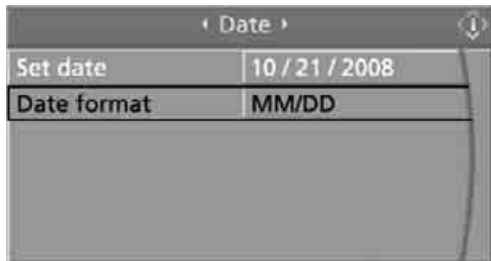 Date
Set date 10 / 21 / 2008
Date format MM/DD